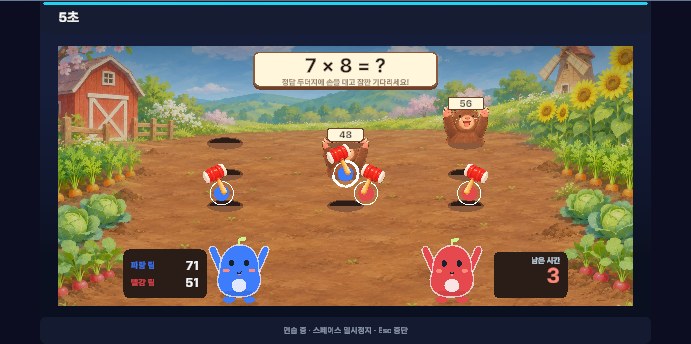 5초
7 × 8 = ?
정답 두더지에 손을 대고 잠깐 기다리세요!
56
48
파랑 팀 71
빨강 팀 51
남은 시간
3
연습 중 · 스페이스 일시정지 · Esc 중단